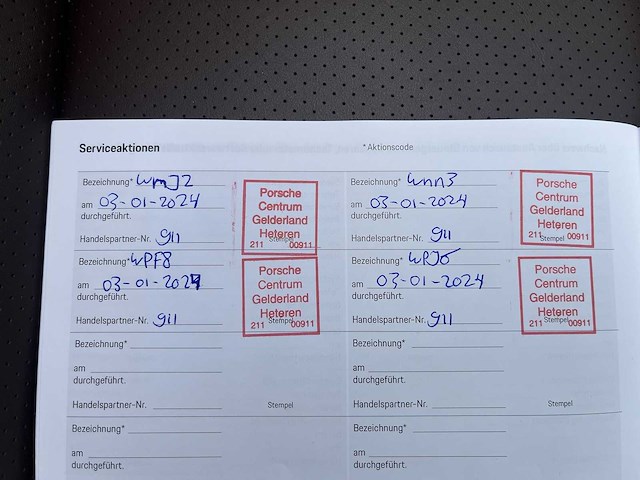 Serviceaktionen *Aktionscode
Bezeichnung* WMJ2
am 03-01-2024
durchgeführt.
Handelspartner-Nr. 911
Stempel
Porsche
Centrum
Gelderland
Heteren
211 00911
Bezeichnung* WNN3
am 03-01-2024
durchgeführt.
Handelspartner-Nr. 911
Stempel
Porsche
Centrum
Gelderland
Heteren
211 00911
Bezeichnung* WPF8
am 03-01-2024
durchgeführt.
Handelspartner-Nr. 911
Stempel
Porsche
Centrum
Gelderland
Heteren
211 00911
Bezeichnung*
am 03-01-2024
durchgeführt.
Handelspartner-Nr. 911
Stempel
Porsche
Centrum
Gelderland
Heteren
211 00911
Bezeichnung*
am
durchgeführt.
Handelspartner-Nr. Stempel
Bezeichnung*
am
durchgeführt.
Handelspartner-Nr. Stempel
Bezeichnung*
am
durchgeführt.
Bezeichnung*
am
durchgeführt.